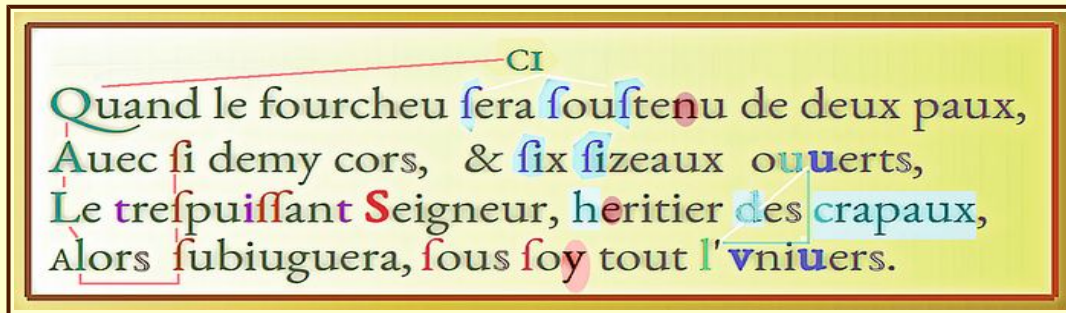 CI
Quand le fourcheu ſera ſouſtenu de deux paux,
Auec ſi demy cors, & ſix ſizeaux ouuerts,
Le treſpuiſſant Seigneur, heritier des crapaux,
Alors ſubiuguera, ſous ſoy tout l'vniuers.